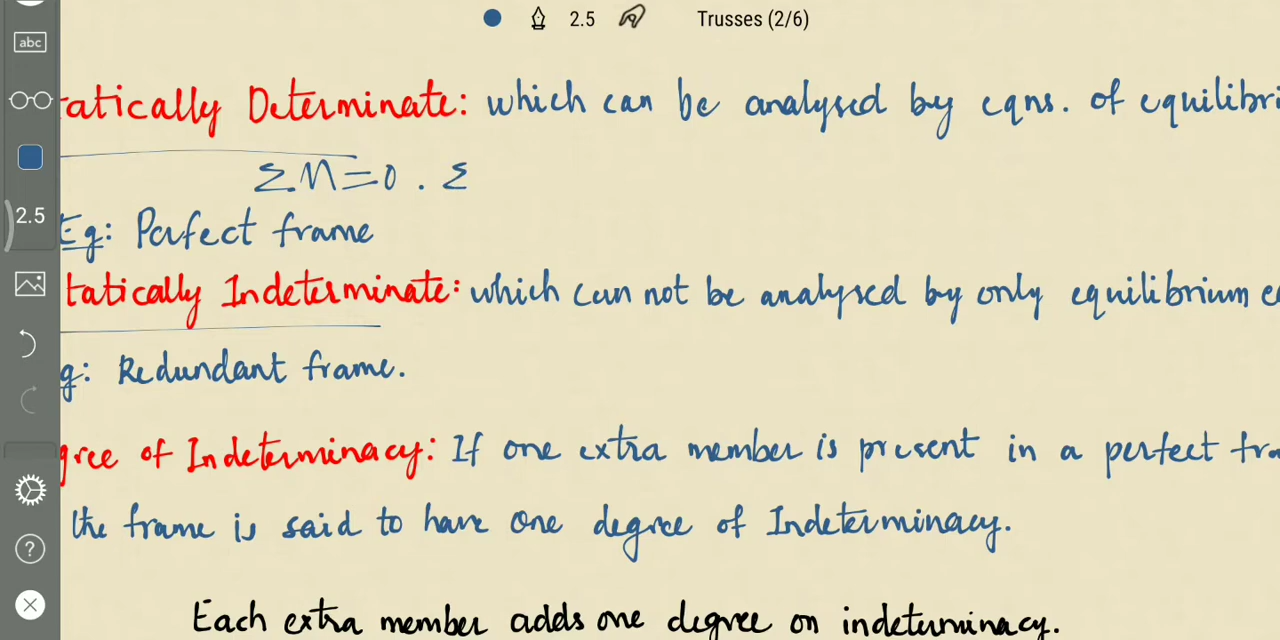 abc
2.5
Trusses (2/6)
tatically Determinate: which can be analysed by eqns. of equilibri
ΣM=0 . Σ
2.5
Eg: Perfect frame
tatically Indeterminate: which can not be analysed by only equilibrium e
g: Redundant frame.
gree of Indeterminacy: If one extra member is present in a perfect fra
the frame is said to have one degree of Indeterminacy.
Each extra member adds one degree on indeterminacy.